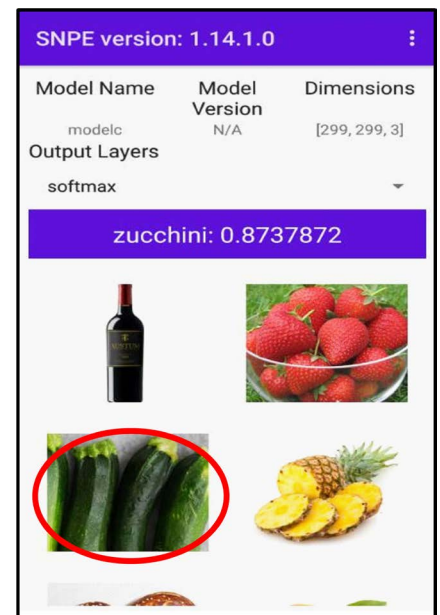 SNPE version: 1.14.1.0
Model Name Model Version Dimensions
modelc N/A [299, 299, 3]
Output Layers
softmax
zucchini: 0.8737872